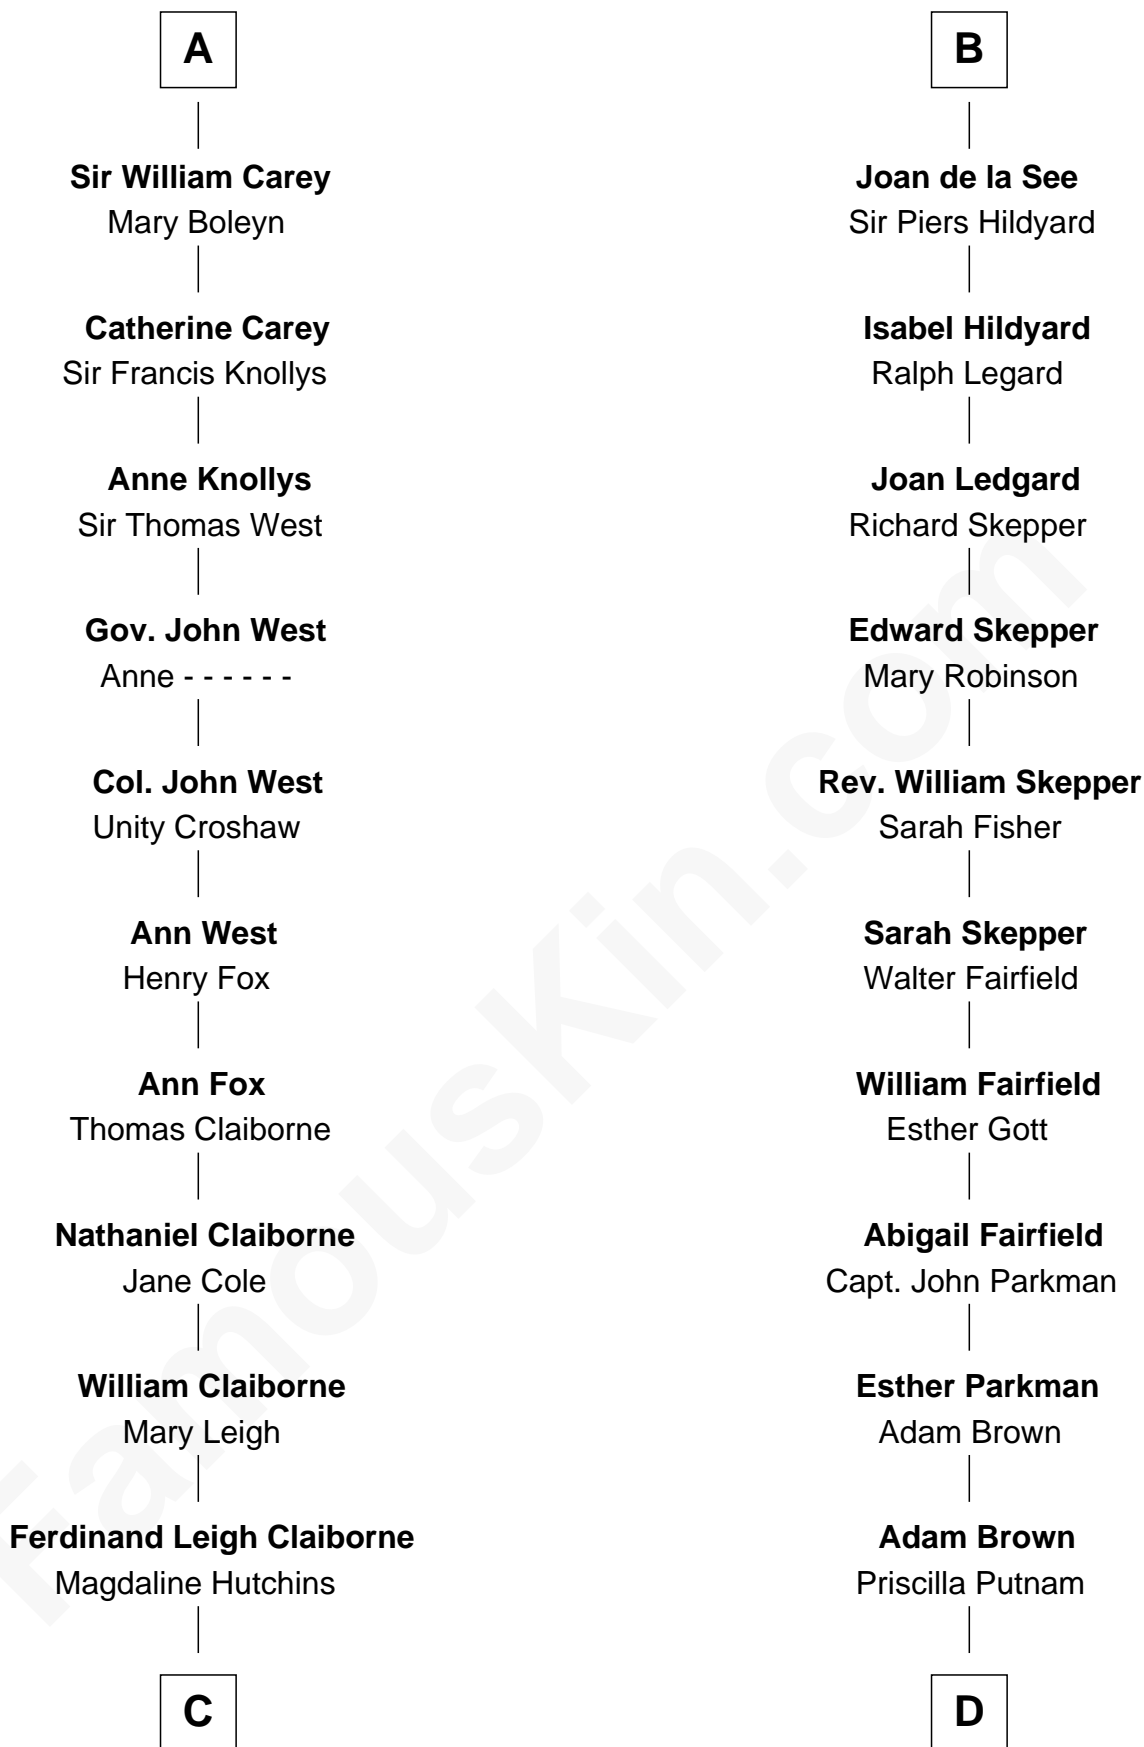 A
Sir William Carey
Mary Boleyn
Catherine Carey
Sir Francis Knollys
Anne Knollys
Sir Thomas West
Gov. John West
Anne - - - - - -
Col. John West
Unity Croshaw
Ann West
Henry Fox
Ann Fox
Thomas Claiborne
Nathaniel Claiborne
Jane Cole
William Claiborne
Mary Leigh
Ferdinand Leigh Claiborne
Magdaline Hutchins
C
B
Joan de la See
Sir Piers Hildyard
Isabel Hildyard
Ralph Legard
Joan Ledgard
Richard Skepper
Edward Skepper
Mary Robinson
Rev. William Skepper
Sarah Fisher
Sarah Skepper
Walter Fairfield
William Fairfield
Esther Gott
Abigail Fairfield
Capt. John Parkman
Esther Parkman
Adam Brown
Adam Brown
Priscilla Putnam
D
FamousKin.com